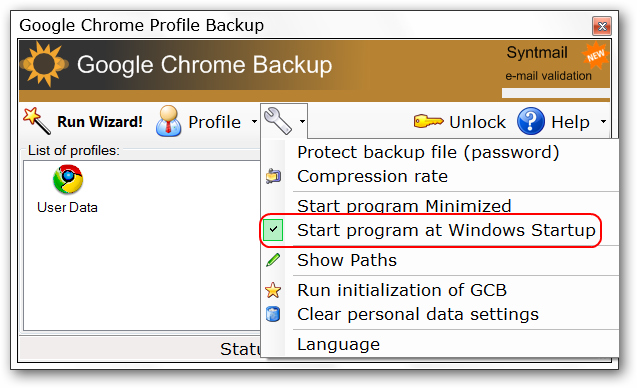 Google Chrome Profile Backup
Google Chrome Backup
Syntmail
NEW
e-mail validation
Run Wizard!
Profile
Unlock
Help
List of profiles:
User Data
Protect backup file (password)
Compression rate
Start program Minimized
Start program at Windows Startup
Show Paths
Run initialization of GCB
Clear personal data settings
Language
Statu